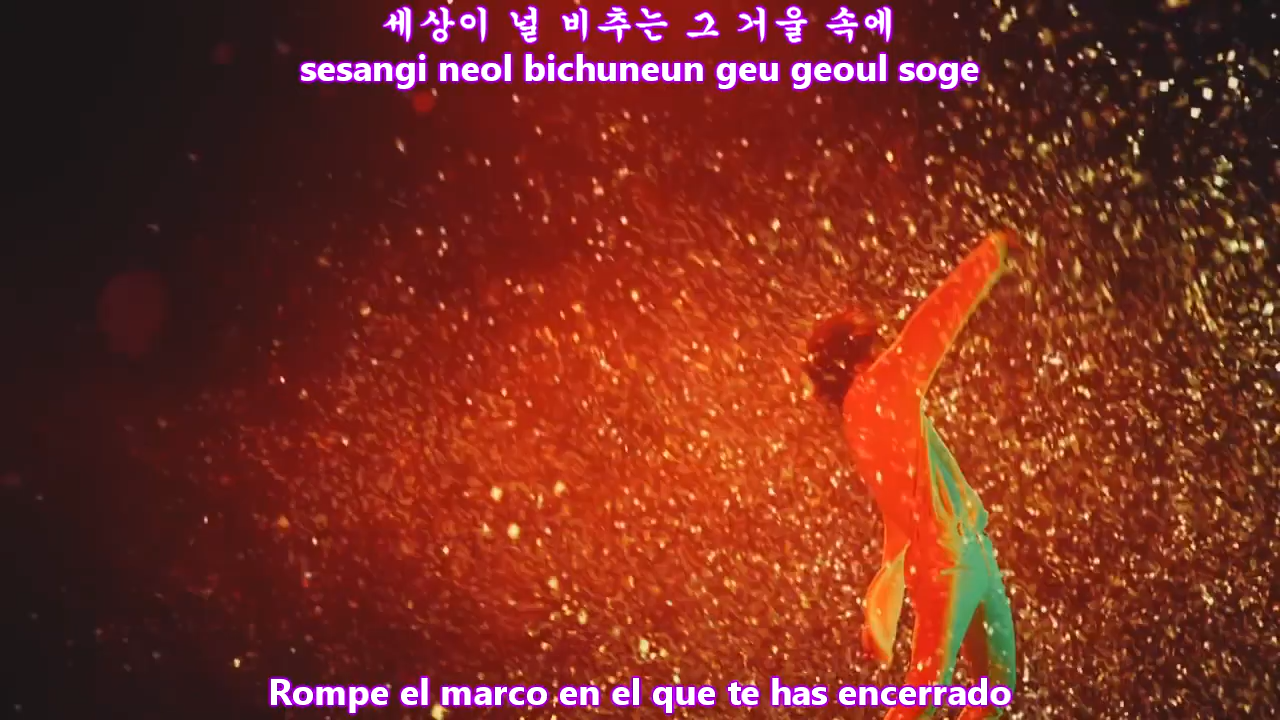 세상이 널 비추는 그 거울 속에
sesangi neol bichuneun geu geoul soge
Rompe el marco en el que te has encerrado